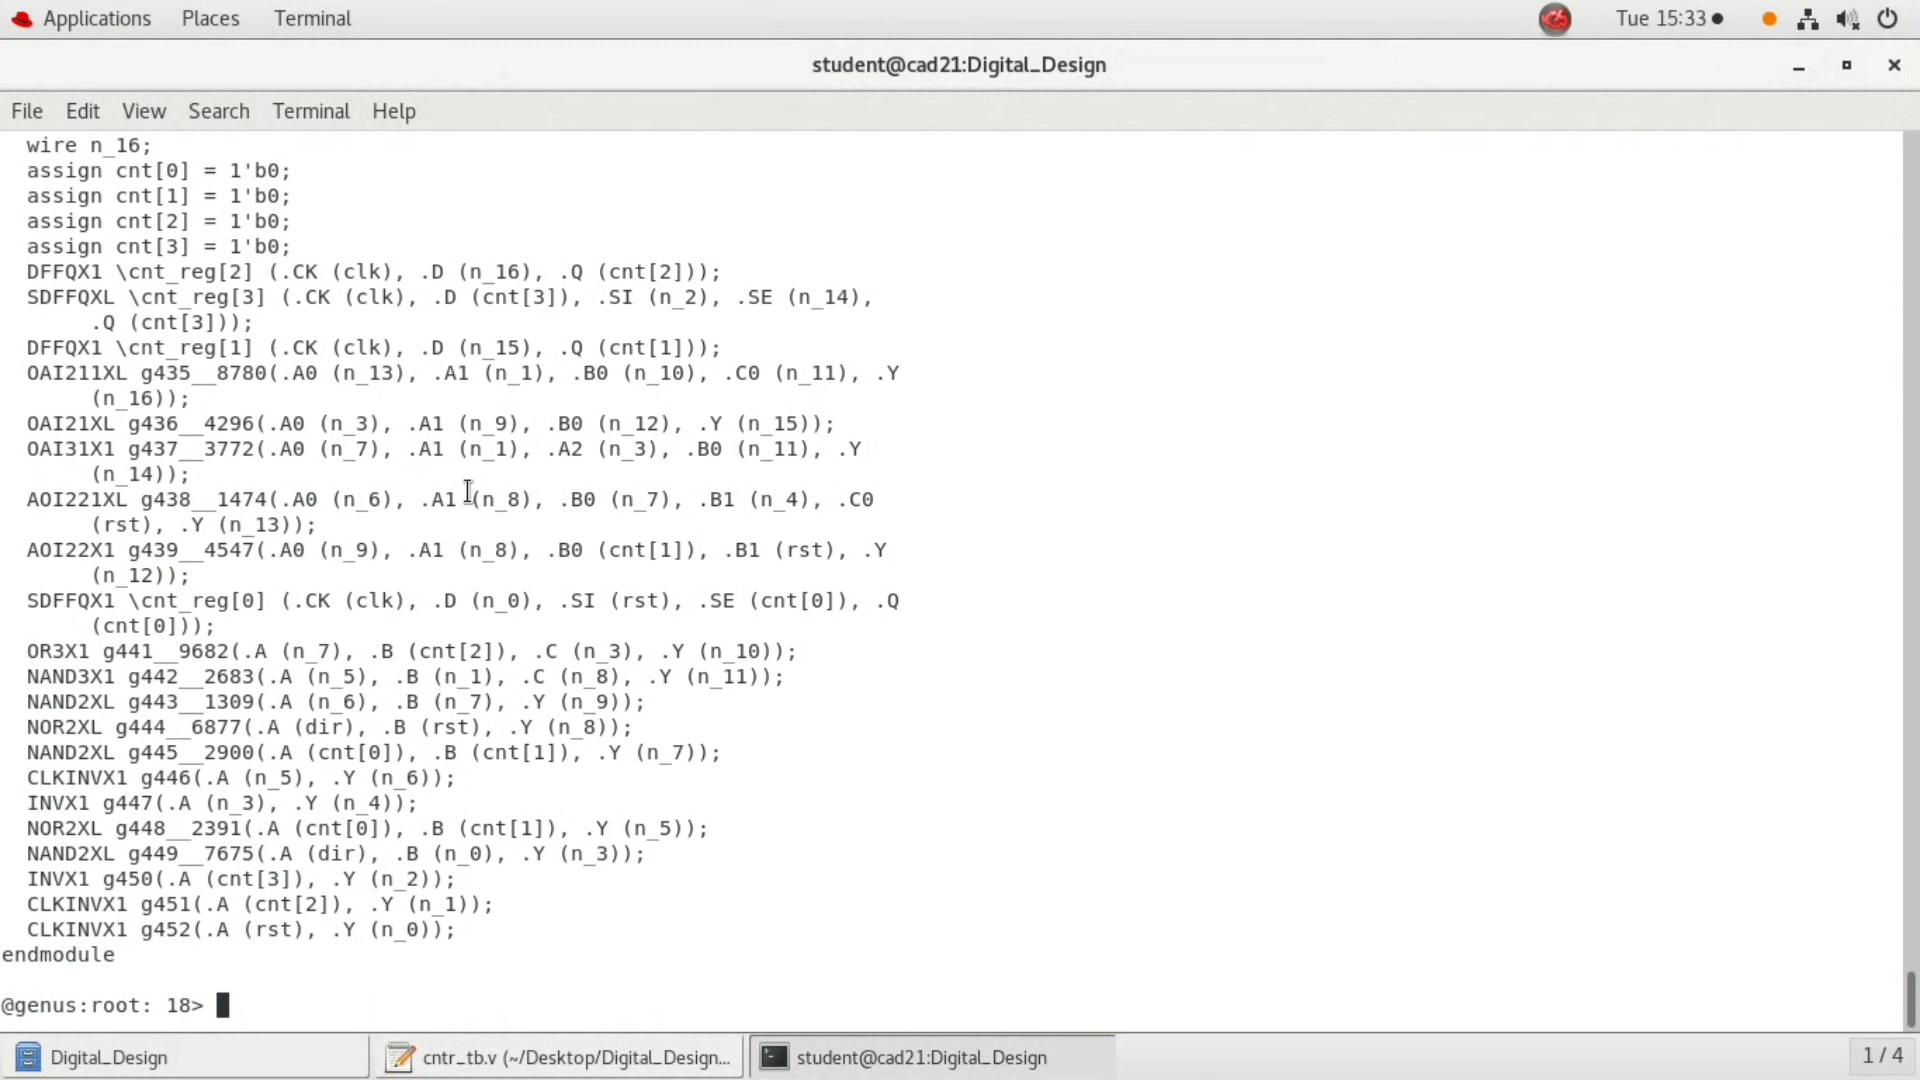 Applications Places Terminal Tue 15:33
student@cad21:Digital_Design
File Edit View Search Terminal Help
wire n_16;
assign cnt[0] = 1'b0;
assign cnt[1] = 1'b0;
assign cnt[2] = 1'b0;
assign cnt[3] = 1'b0;
DFFQX1 \cnt_reg[2] (.CK (clk), .D (n_16), .Q (cnt[2]));
SDFFQXL \cnt_reg[3] (.CK (clk), .D (cnt[3]), .SI (n_2), .SE (n_14),
.Q (cnt[3]));
DFFQX1 \cnt_reg[1] (.CK (clk), .D (n_15), .Q (cnt[1]));
OAI211XL g435__8780(.A0 (n_13), .A1 (n_1), .B0 (n_10), .C0 (n_11), .Y
(n_16));
OAI21XL g436__4296(.A0 (n_3), .A1 (n_9), .B0 (n_12), .Y (n_15));
OAI31X1 g437__3772(.A0 (n_7), .A1 (n_1), .A2 (n_3), .B0 (n_11), .Y
(n_14));
AOI221XL g438__1474(.A0 (n_6), .A1 (n_8), .B0 (n_7), .B1 (n_4), .C0
(rst), .Y (n_13));
AOI22X1 g439__4547(.A0 (n_9), .A1 (n_8), .B0 (cnt[1]), .B1 (rst), .Y
(n_12));
SDFFQX1 \cnt_reg[0] (.CK (clk), .D (n_0), .SI (rst), .SE (cnt[0]), .Q
(cnt[0]));
OR3X1 g441__9682(.A (n_7), .B (cnt[2]), .C (n_3), .Y (n_10));
NAND3X1 g442__2683(.A (n_5), .B (n_1), .C (n_8), .Y (n_11));
NAND2XL g443__1309(.A (n_6), .B (n_7), .Y (n_9));
NOR2XL g444__6877(.A (dir), .B (rst), .Y (n_8));
NAND2XL g445__2900(.A (cnt[0]), .B (cnt[1]), .Y (n_7));
CLKINVX1 g446(.A (n_5), .Y (n_6));
INVX1 g447(.A (n_3), .Y (n_4));
NOR2XL g448__2391(.A (cnt[0]), .B (cnt[1]), .Y (n_5));
NAND2XL g449__7675(.A (dir), .B (n_0), .Y (n_3));
INVX1 g450(.A (cnt[3]), .Y (n_2));
CLKINVX1 g451(.A (cnt[2]), .Y (n_1));
CLKINVX1 g452(.A (rst), .Y (n_0));
endmodule
@genus:root: 18>
Digital_Design cntr_tb.v (~/Desktop/Digital_Design... student@cad21:Digital_Design 1 / 4